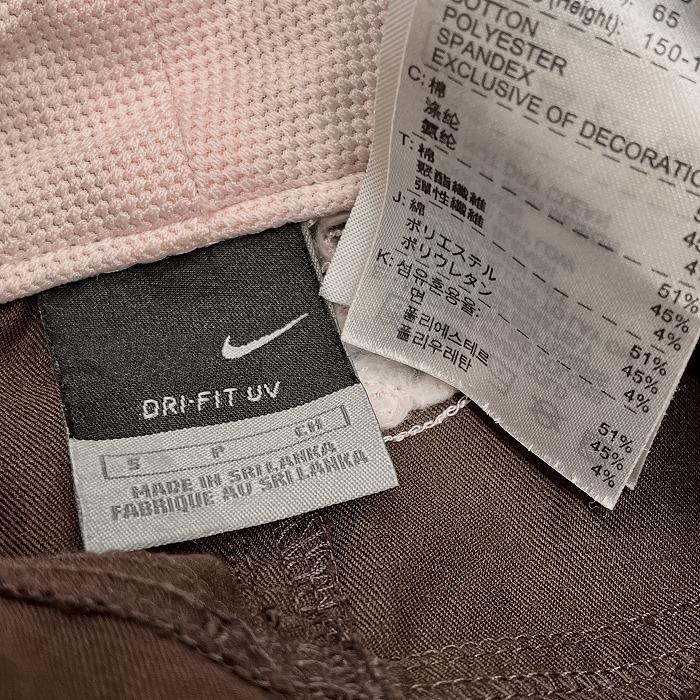 DRI-FIT UV
S P CH
MADE IN SRI LANKA
FABRIQUE AU SRI LANKA
65
(Height): 150-1
COTTON
POLYESTER
SPANDEX
EXCLUSIVE OF DECORATIO
C: 棉
涤纶
氨纶
T: 棉
聚酯纖維
彈性纖維
J: 綿 51%
ポリエステル 45%
ポリウレタン 4%
K: 섬유혼용율:
면 51%
폴리에스테르 45%
폴리우레탄 4%
51%
45%
4%